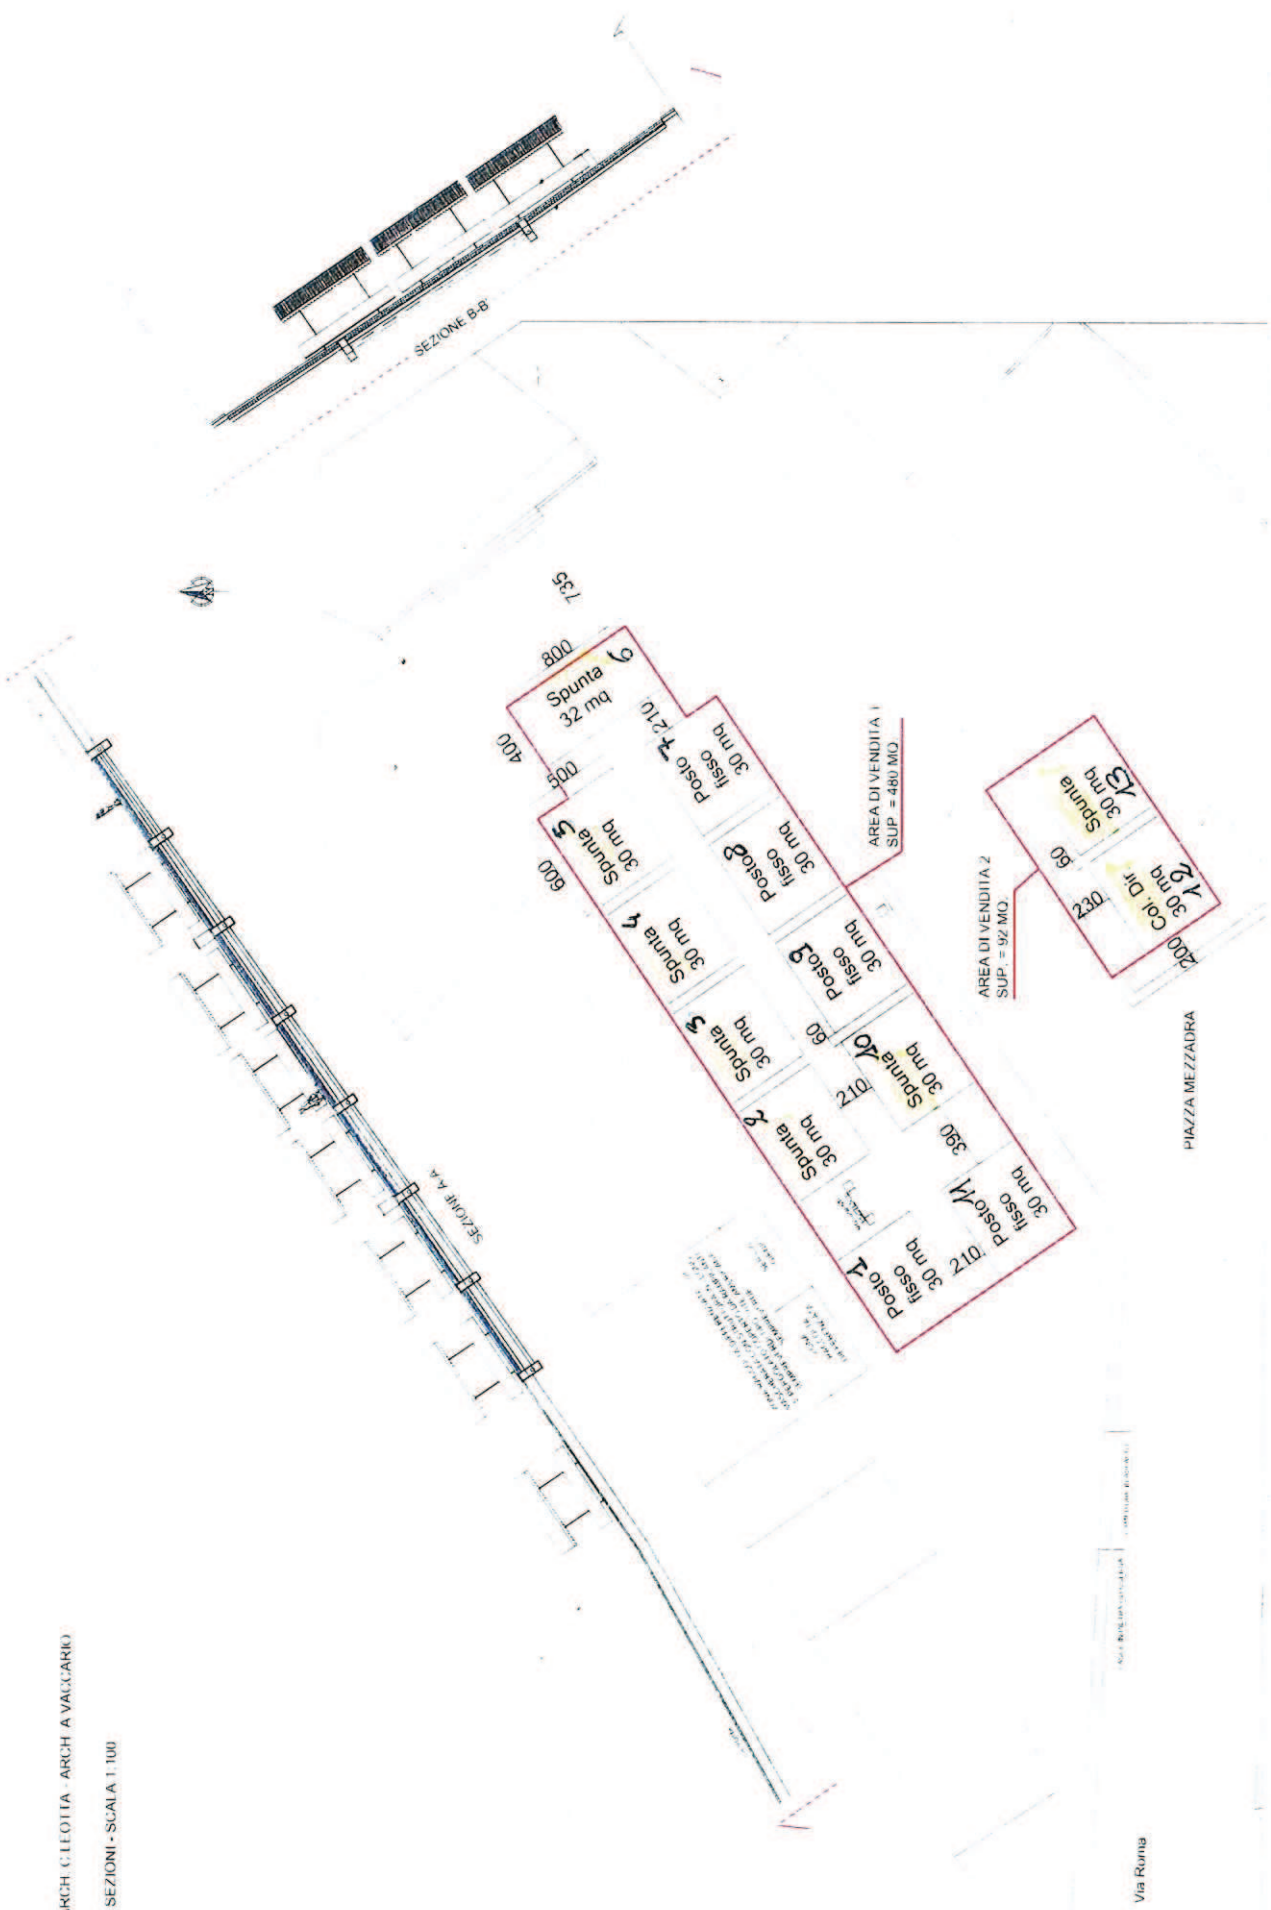 RCH. C.LEOTTA - ARCH A.VACCARIO
SEZIONI - SCALA 1:100
SEZIONE B-B'
SEZIONE A-A
735
800
400
500
600
Spunta 6
32 mq
210
Spunta 5
30 mq
Spunta 4
30 mq
Spunta 3
30 mq
Spunta 2
30 mq
Posto 1
fisso
30 mq
Posto 7
fisso
30 mq
Posto 8
fisso
30 mq
Posto 9
fisso
30 mq
60
210
Spunta 10
30 mq
390
Posto 11
fisso
30 mq
210
AREA DI VENDITA 1
SUP. = 480 MQ.
AREA DI VENDITA 2
SUP. = 92 MQ.
Spunta
30 mq
13
60
230
Col. Dir.
30 mq
12
200
PIAZZA MEZZADRA
Via Roma